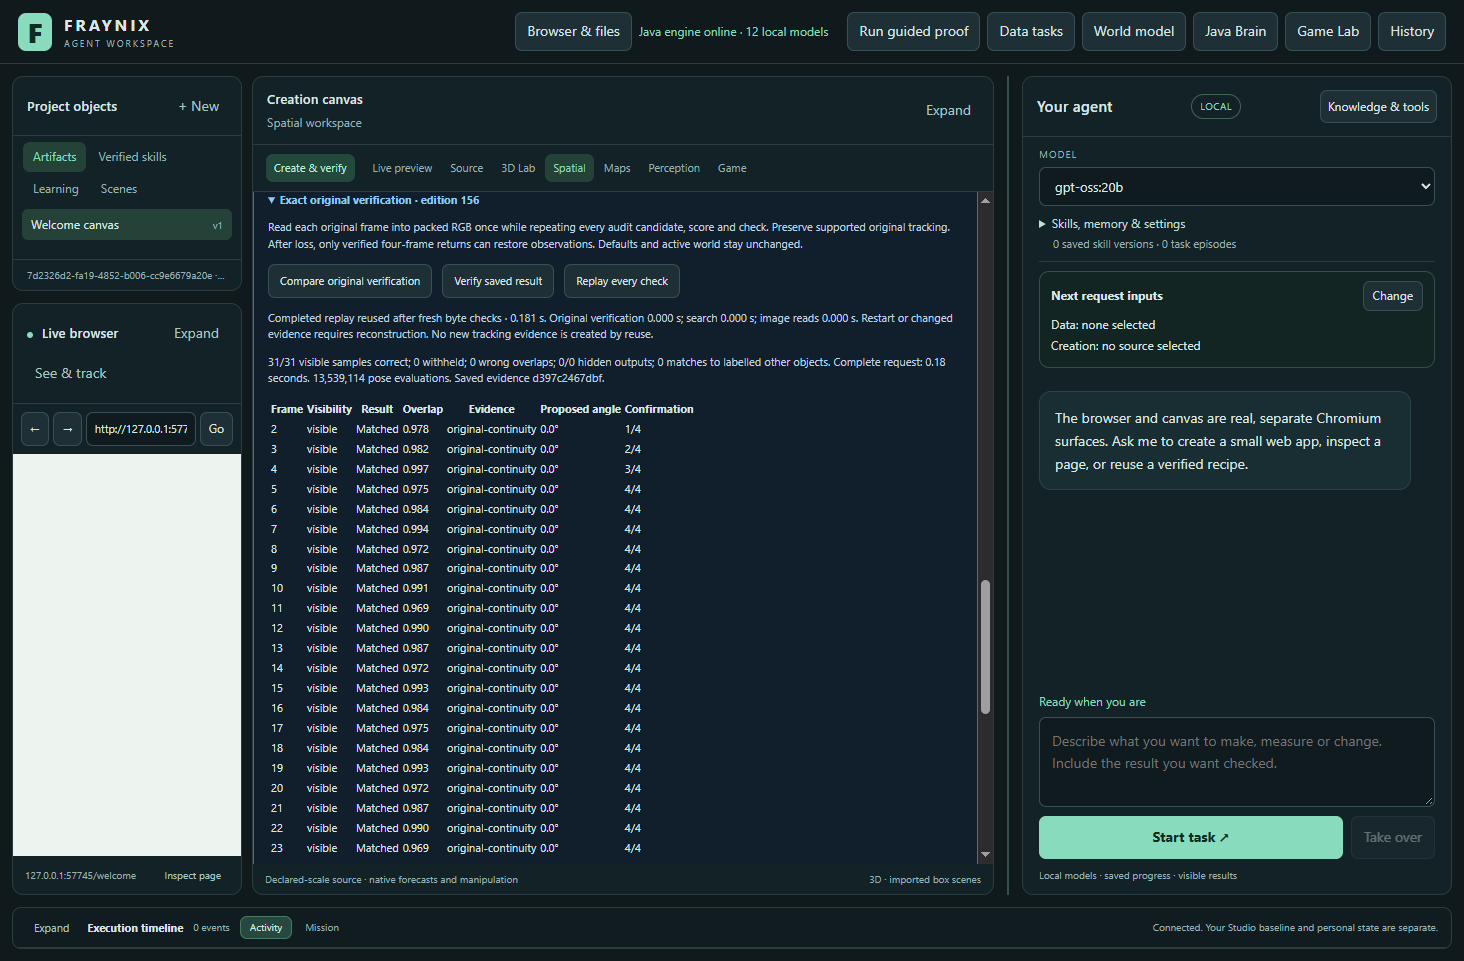 F
FRAYNIX
AGENT WORKSPACE
Browser & files
Java engine online · 12 local models
Run guided proof
Data tasks
World model
Java Brain
Game Lab
History
Project objects
+ New
Artifacts
Verified skills
Learning
Scenes
Welcome canvas
v1
7d2326d2-fa19-4852-b006-cc9e6679a20e ·...
Live browser
Expand
See & track
←
→
http://127.0.0.1:577
Go
127.0.0.1:57745/welcome
Inspect page
Creation canvas
Spatial workspace
Expand
Create & verify
Live preview
Source
3D Lab
Spatial
Maps
Perception
Game
▼ Exact original verification · edition 156
Read each original frame into packed RGB once while repeating every audit candidate, score and check. Preserve supported original tracking.
After loss, only verified four-frame returns can restore observations. Defaults and active world stay unchanged.
Compare original verification
Verify saved result
Replay every check
Completed replay reused after fresh byte checks · 0.181 s. Original verification 0.000 s; search 0.000 s; image reads 0.000 s. Restart or changed
evidence requires reconstruction. No new tracking evidence is created by reuse.
31/31 visible samples correct; 0 withheld; 0 wrong overlaps; 0/0 hidden outputs; 0 matches to labelled other objects. Complete request: 0.18
seconds. 13,539,114 pose evaluations. Saved evidence d397c2467dbf.
Frame Visibility Result Overlap Evidence Proposed angle Confirmation
2 visible Matched 0.978 original-continuity 0.0° 1/4
3 visible Matched 0.982 original-continuity 0.0° 2/4
4 visible Matched 0.997 original-continuity 0.0° 3/4
5 visible Matched 0.975 original-continuity 0.0° 4/4
6 visible Matched 0.984 original-continuity 0.0° 4/4
7 visible Matched 0.994 original-continuity 0.0° 4/4
8 visible Matched 0.972 original-continuity 0.0° 4/4
9 visible Matched 0.987 original-continuity 0.0° 4/4
10 visible Matched 0.991 original-continuity 0.0° 4/4
11 visible Matched 0.969 original-continuity 0.0° 4/4
12 visible Matched 0.990 original-continuity 0.0° 4/4
13 visible Matched 0.987 original-continuity 0.0° 4/4
14 visible Matched 0.972 original-continuity 0.0° 4/4
15 visible Matched 0.993 original-continuity 0.0° 4/4
16 visible Matched 0.984 original-continuity 0.0° 4/4
17 visible Matched 0.975 original-continuity 0.0° 4/4
18 visible Matched 0.984 original-continuity 0.0° 4/4
19 visible Matched 0.993 original-continuity 0.0° 4/4
20 visible Matched 0.972 original-continuity 0.0° 4/4
21 visible Matched 0.987 original-continuity 0.0° 4/4
22 visible Matched 0.990 original-continuity 0.0° 4/4
23 visible Matched 0.969 original-continuity 0.0° 4/4
Declared-scale source · native forecasts and manipulation
3D · imported box scenes
Your agent
LOCAL
Knowledge & tools
MODEL
gpt-oss:20b
▶ Skills, memory & settings
0 saved skill versions · 0 task episodes
Next request inputs
Change
Data: none selected
Creation: no source selected
The browser and canvas are real, separate Chromium
surfaces. Ask me to create a small web app, inspect a
page, or reuse a verified recipe.
Ready when you are
Describe what you want to make, measure or change.
Include the result you want checked.
Start task ↗
Take over
Local models · saved progress · visible results
Expand
Execution timeline
0 events
Activity
Mission
Connected. Your Studio baseline and personal state are separate.